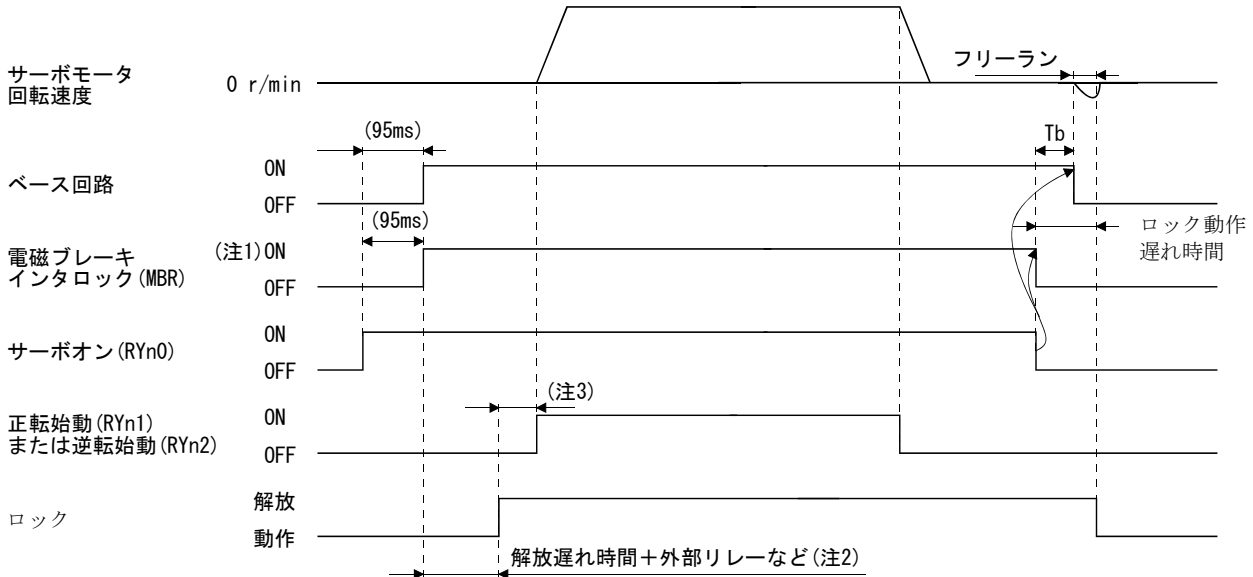 フリーラン
サーボモータ
回転速度
0 r/min
(95ms)
Tb
ベース回路
ON
OFF
(95ms)
ロック動作
遅れ時間
電磁ブレーキ
インタロック(MBR)
(注1)ON
OFF
サーボオン(RYn0)
ON
OFF
(注3)
正転始動(RYn1)
または逆転始動(RYn2)
ON
OFF
ロック
解放
動作
解放遅れ時間＋外部リレーなど(注2)